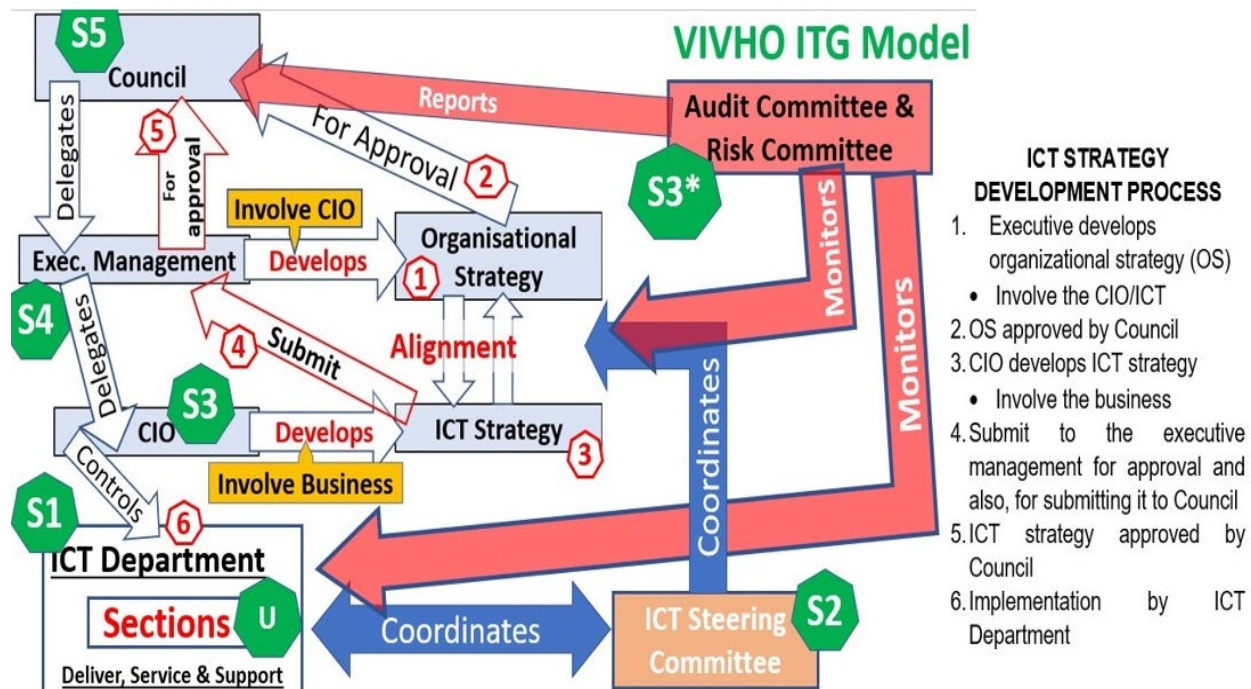 VIVHO ITG Model
S5
Council
Reports
Audit Committee &
Risk Committee
S3*
Delegates
5
For
approval
For Approval
2
Involve CIO
Exec. Management
Develops
Organisational
Strategy
1
S4
Delegates
4
Submit
Alignment
Monitors
Monitors
S3
CIO
Develops
ICT Strategy
3
Involve Business
Controls
Coordinates
S1
6
ICT Department
Sections
U
Deliver, Service & Support
Coordinates
ICT Steering
Committee
S2
ICT STRATEGY
DEVELOPMENT PROCESS
1. Executive develops
organizational strategy (OS)
• Involve the CIO/ICT
2. OS approved by Council
3. CIO develops ICT strategy
• Involve the business
4. Submit to the executive
management for approval and
also, for submitting it to Council
5. ICT strategy approved by
Council
6. Implementation by ICT
Department